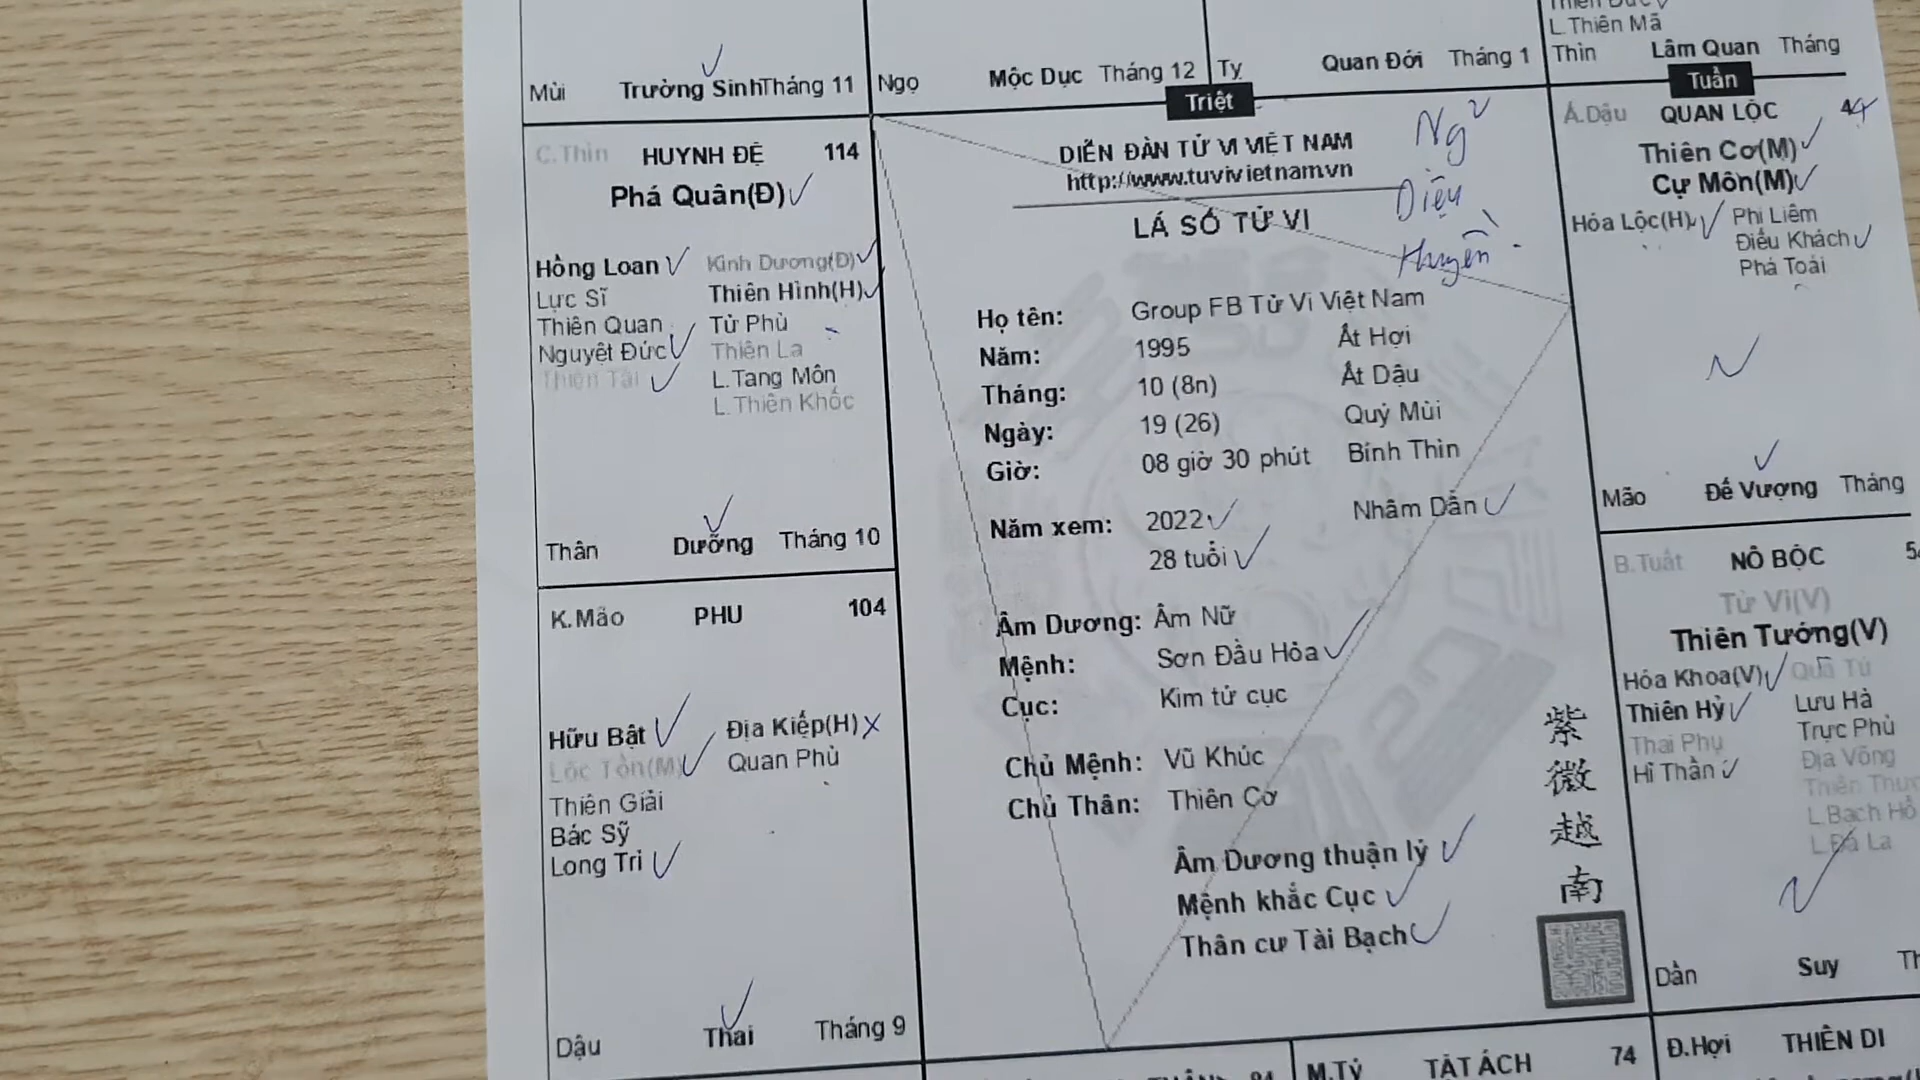 L.Thiên Mã
Mùi Trường Sinh Tháng 11
Ngọ Mộc Dục Tháng 12
Tỵ Quan Đới Tháng 1
Thìn Lâm Quan Tháng
Triệt
Tuần
C.Thìn HUYNH ĐỆ 114
Phá Quân(Đ)
Hồng Loan Kình Dương(Đ)
Lực Sĩ Thiên Hình(H)
Thiên Quan Tử Phù
Nguyệt Đức Thiên La
Thiên Tài L.Tang Môn
L.Thiên Khốc
Thân Dưỡng Tháng 10
K.Mão PHU 104
Hữu Bật Địa Kiếp(H)
Lộc Tồn(M) Quan Phủ
Thiên Giải
Bác Sỹ
Long Trì
Dậu Thai Tháng 9
DIỄN ĐÀN TỬ VI VIỆT NAM
http://www.tuvivietnam.vn
LÁ SỐ TỬ VI
Diệu
Huyền
Họ tên: Group FB Tử Vi Việt Nam
Năm: 1995 Ất Hợi
Tháng: 10 (8n) Ất Dậu
Ngày: 19 (26) Quý Mùi
Giờ: 08 giờ 30 phút Bính Thìn
Năm xem: 2022 Nhâm Dần
28 tuổi
Âm Dương: Âm Nữ
Mệnh: Sơn Đầu Hỏa
Cục: Kim tứ cục
Chủ Mệnh: Vũ Khúc
Chủ Thân: Thiên Cơ
Âm Dương thuận lý
Mệnh khắc Cục
Thân cư Tài Bạch
紫
微
越
南
Á.Dậu QUAN LỘC
Thiên Cơ(M)
Cự Môn(M)
Hóa Lộc(H) Phi Liêm
Điếu Khách
Phá Toái
Mão Đế Vượng Tháng
B.Tuất NÔ BỘC
Tử Vi(V)
Thiên Tướng(V)
Hóa Khoa(V) Quả Tú
Thiên Hỷ Lưu Hà
Thai Phụ Trực Phù
Hỉ Thần Địa Võng
L.Bạch Hổ
L.Đà La
Dần Suy
M.Tý TẬT ÁCH 74
Đ.Hợi THIÊN DI